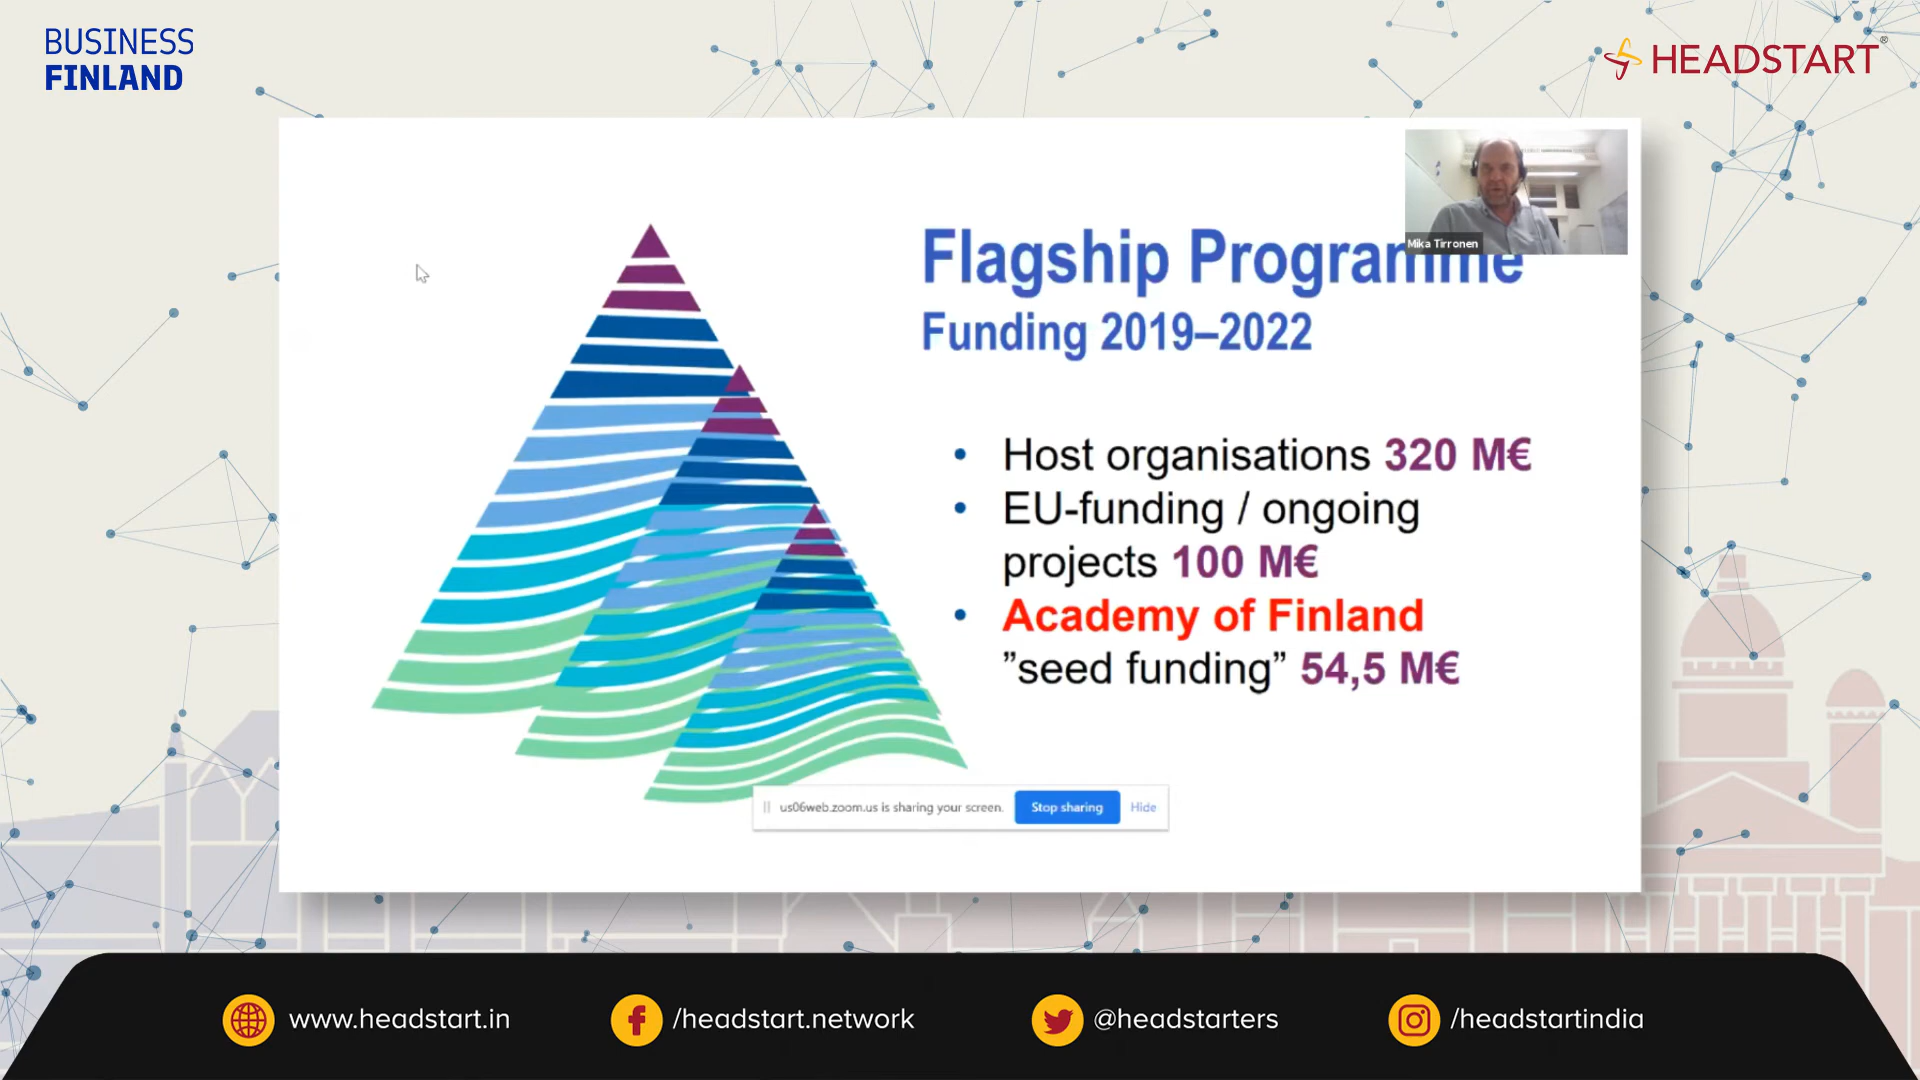 BUSINESS
FINLAND
HEADSTART®
Mika Tirronen
Flagship Programme
Funding 2019–2022
• Host organisations 320 M€
• EU-funding / ongoing
projects 100 M€
• Academy of Finland
”seed funding” 54,5 M€
us06web.zoom.us is sharing your screen.
Stop sharing
Hide
www.headstart.in
/headstart.network
@headstarters
/headstartindia